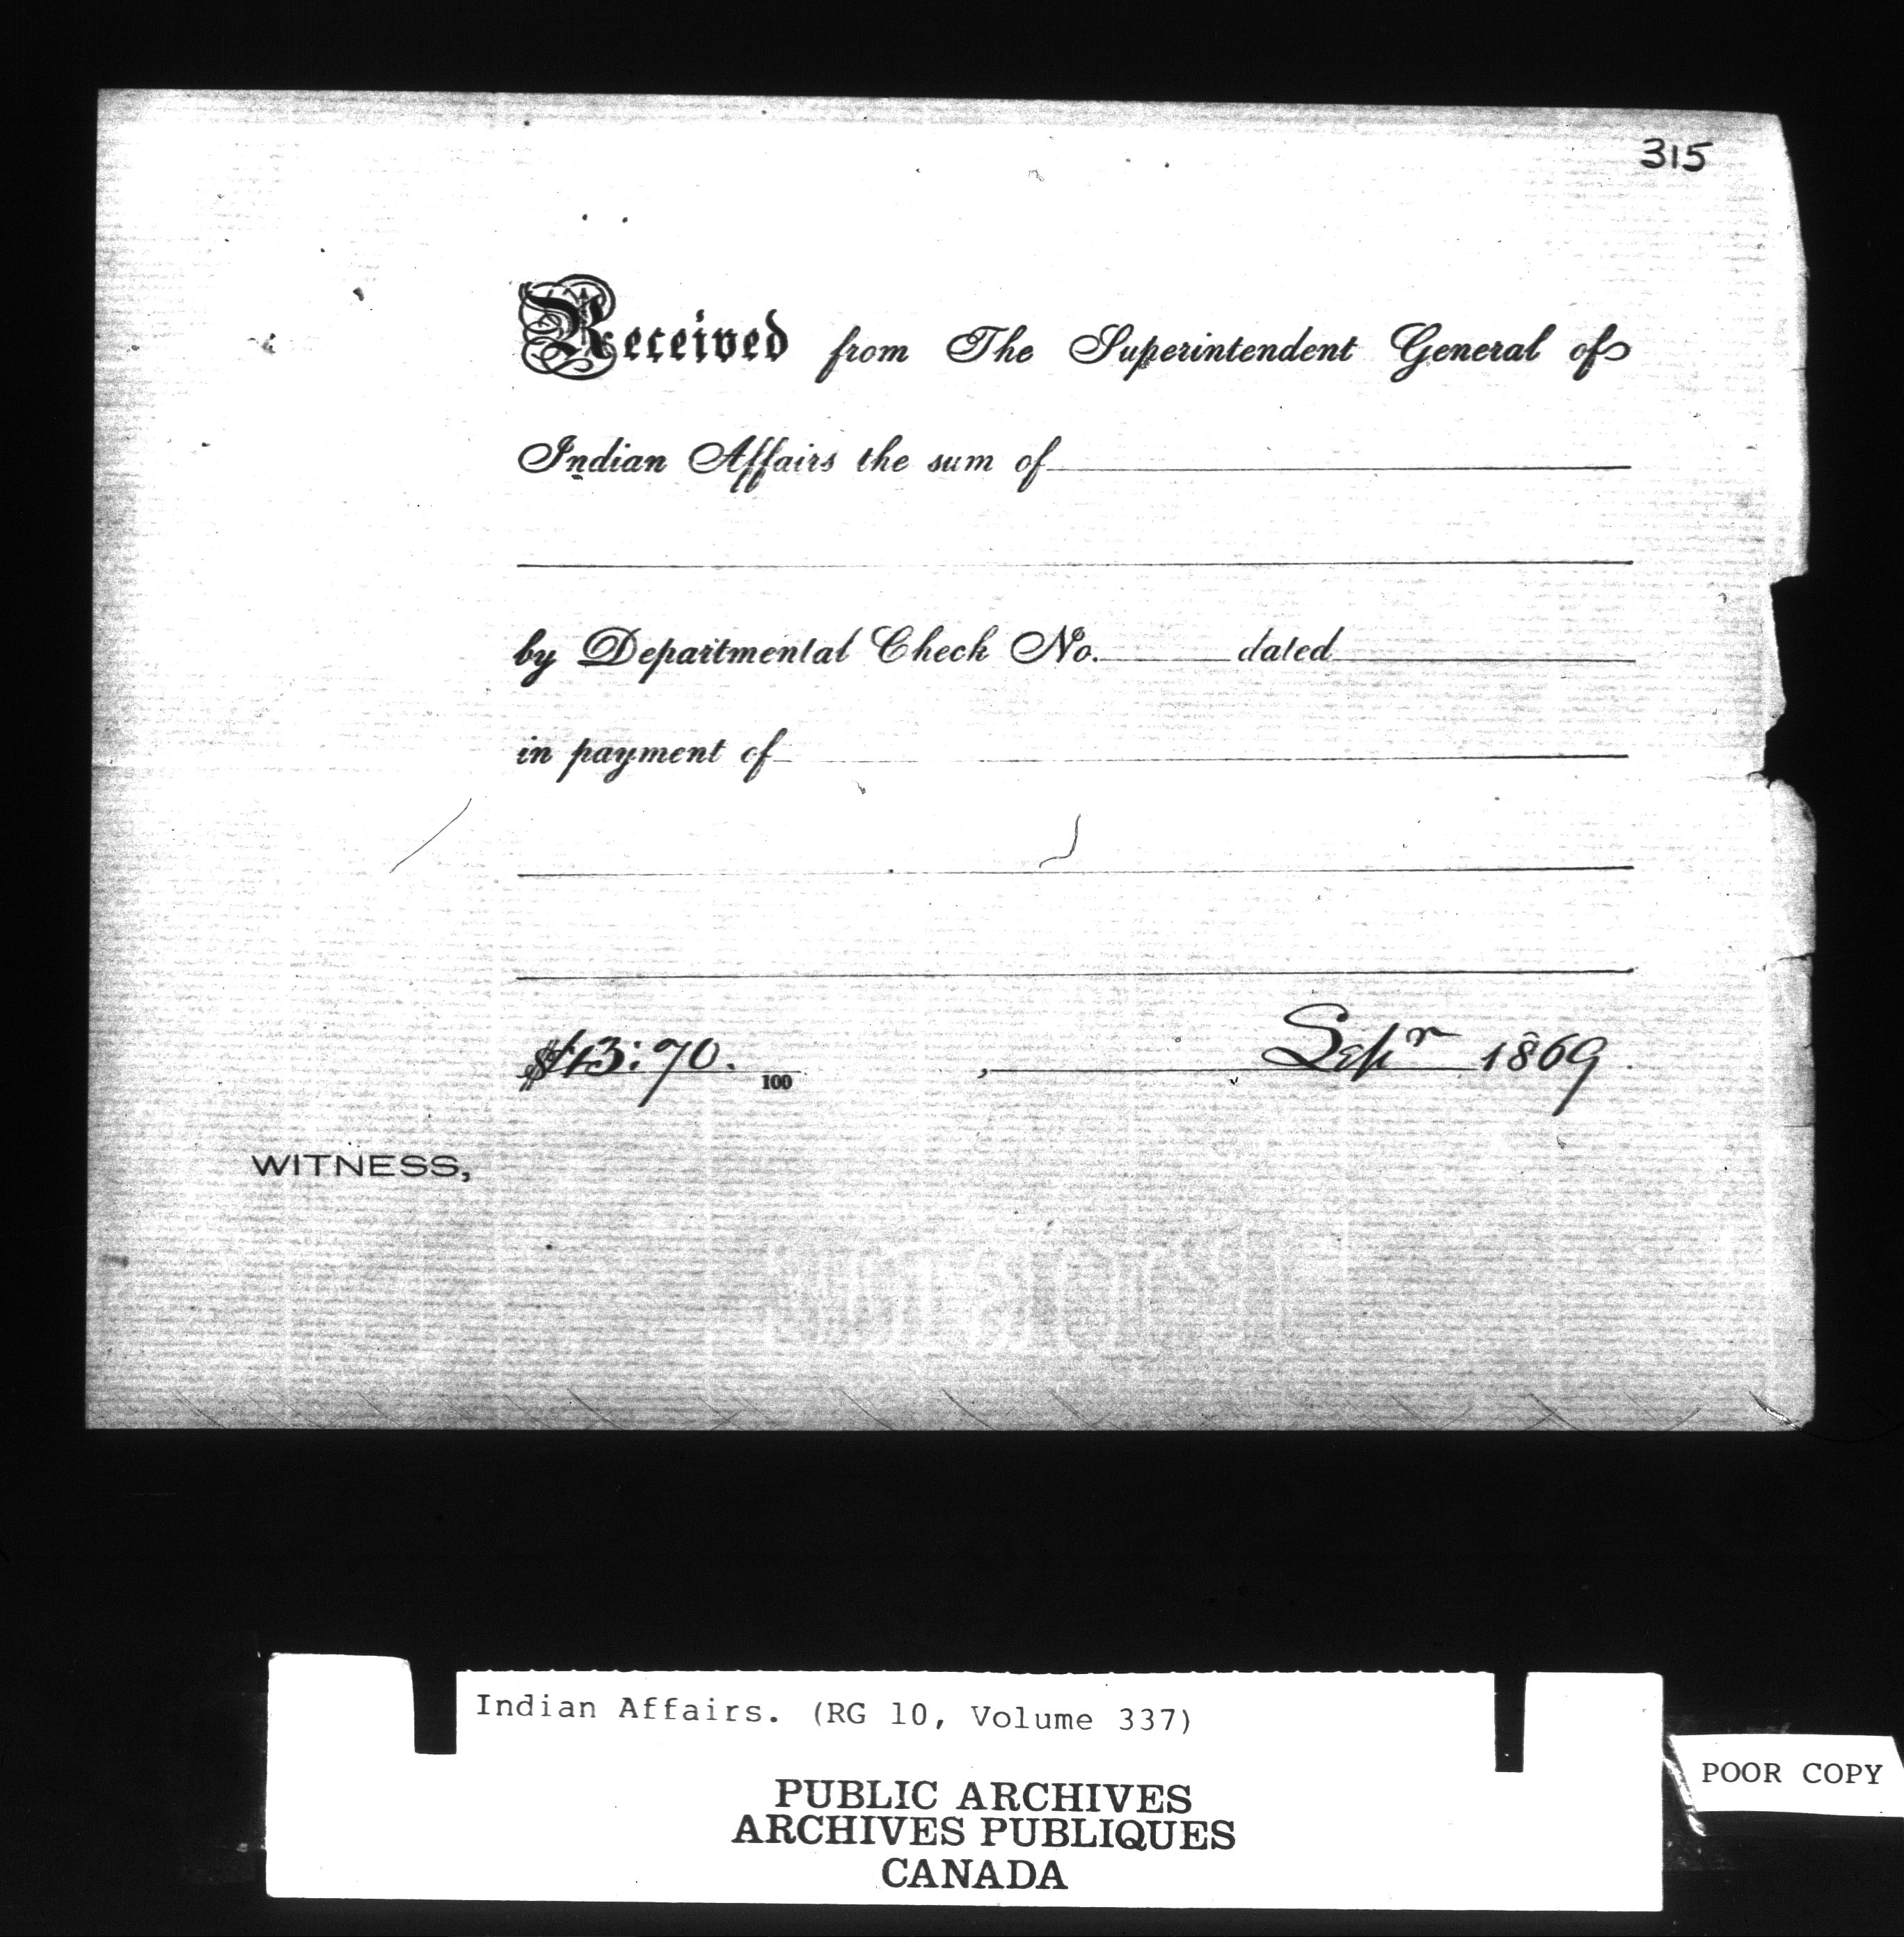 315
Received from The Superintendent General of
Indian Affairs the sum of
by Departmental Check No. dated
in payment of
$13:70. 100 , Sepr 1869.
WITNESS,
Indian Affairs. (RG 10, Volume 337)
PUBLIC ARCHIVES
ARCHIVES PUBLIQUES
CANADA
POOR COPY